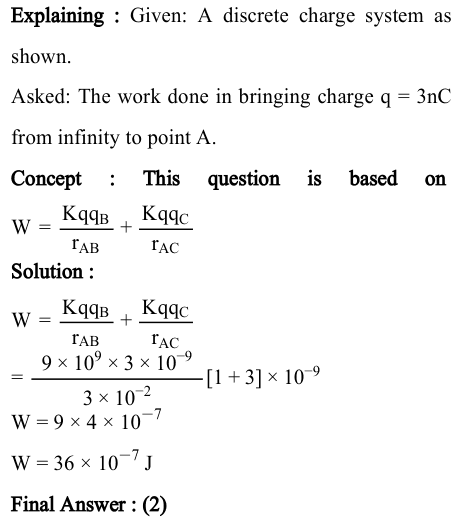 Explaining : Given: A discrete charge system as
shown.
Asked: The work done in bringing charge q = 3nC
from infinity to point A.
Concept : This question is based on
W = Kqq_B / r_AB + Kqq_C / r_AC
Solution :
W = Kqq_B / r_AB + Kqq_C / r_AC
= 9 × 10⁹ × 3 × 10⁻⁹ / 3 × 10⁻² [1 + 3] × 10⁻⁹
W = 9 × 4 × 10⁻⁷
W = 36 × 10⁻⁷ J
Final Answer : (2)